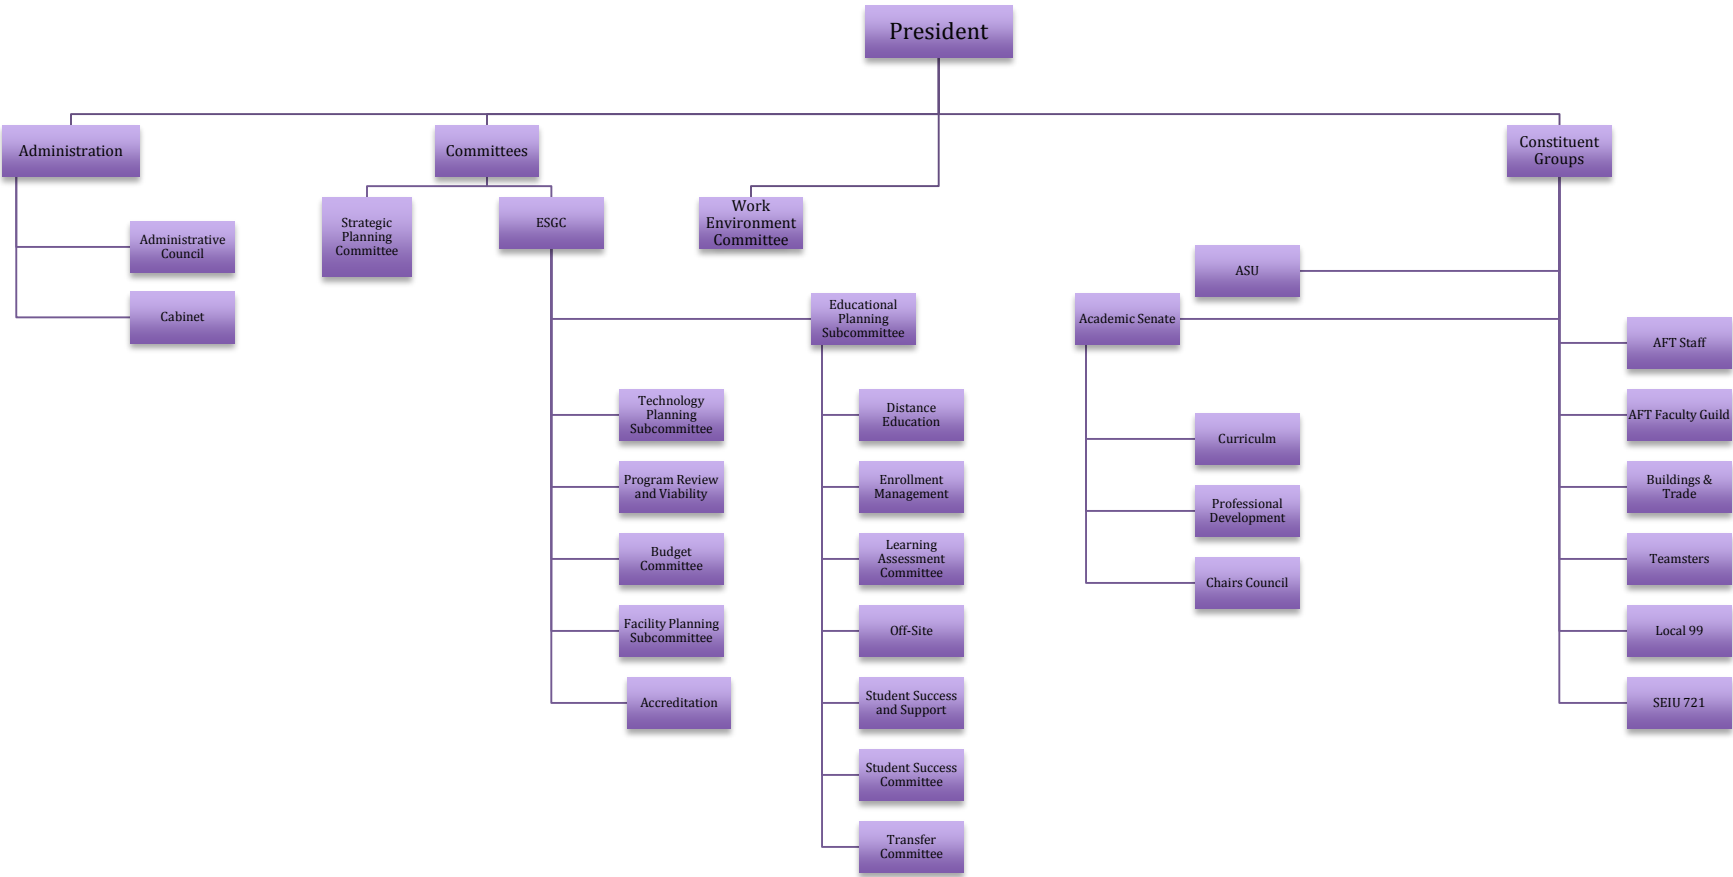 President
Administration
Committees
Constituent
Groups
Strategic
Planning
Committee
ESGC
Work
Environment
Committee
Administrative
Council
Cabinet
ASU
Educational
Planning
Subcommittee
Academic Senate
AFT Staff
Technology
Planning
Subcommittee
Distance
Education
Curriculm
AFT Faculty Guild
Program Review
and Viability
Enrollment
Management
Professional
Development
Buildings &
Trade
Budget
Committee
Learning
Assessment
Committee
Chairs Council
Teamsters
Facility Planning
Subcommittee
Off-Site
Local 99
Accreditation
Student Success
and Support
SEIU 721
Student Success
Committee
Transfer
Committee